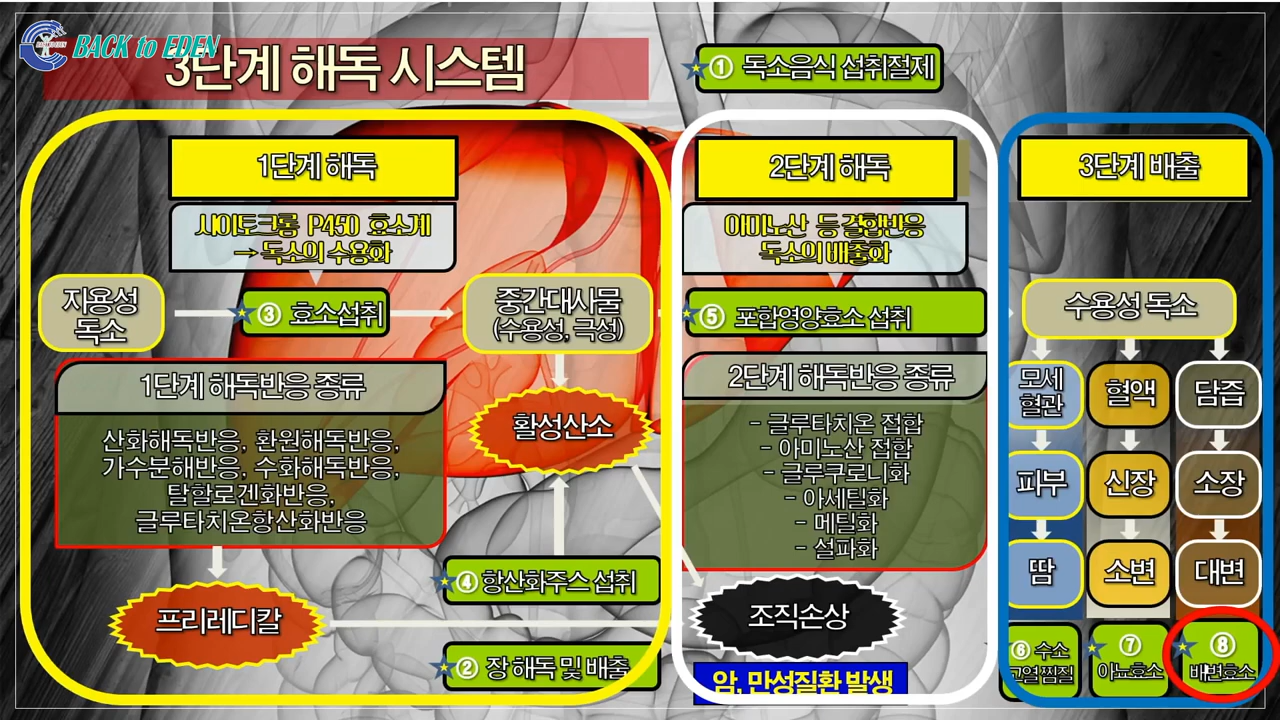 BACK to EDEN
3단계 해독 시스템
① 독소음식 섭취절제
1단계 해독
사이토크롬 P450 효소계
→ 독소의 수용화
지용성
독소
③ 효소섭취
중간대사물
(수용성, 극성)
1단계 해독반응 종류
산화해독반응, 환원해독반응,
가수분해반응, 수화해독반응,
탈할로겐화반응,
글루타치온항산화반응
활성산소
④ 항산화주스 섭취
프리레디칼
② 장 해독 및 배출
2단계 해독
아미노산 등 결합반응
독소의 배출화
⑤ 포합영양효소 섭취
2단계 해독반응 종류
- 글루타치온 접합
- 아미노산 접합
- 글루쿠로니화
- 아세틸화
- 메틸화
- 설파화
조직손상
암, 만성질환 발생
3단계 배출
수용성 독소
모세
혈관
혈액
담즙
피부
신장
소장
땀
소변
대변
⑥ 수소
고열찜질
⑦
이뇨효소
⑧
배변효소